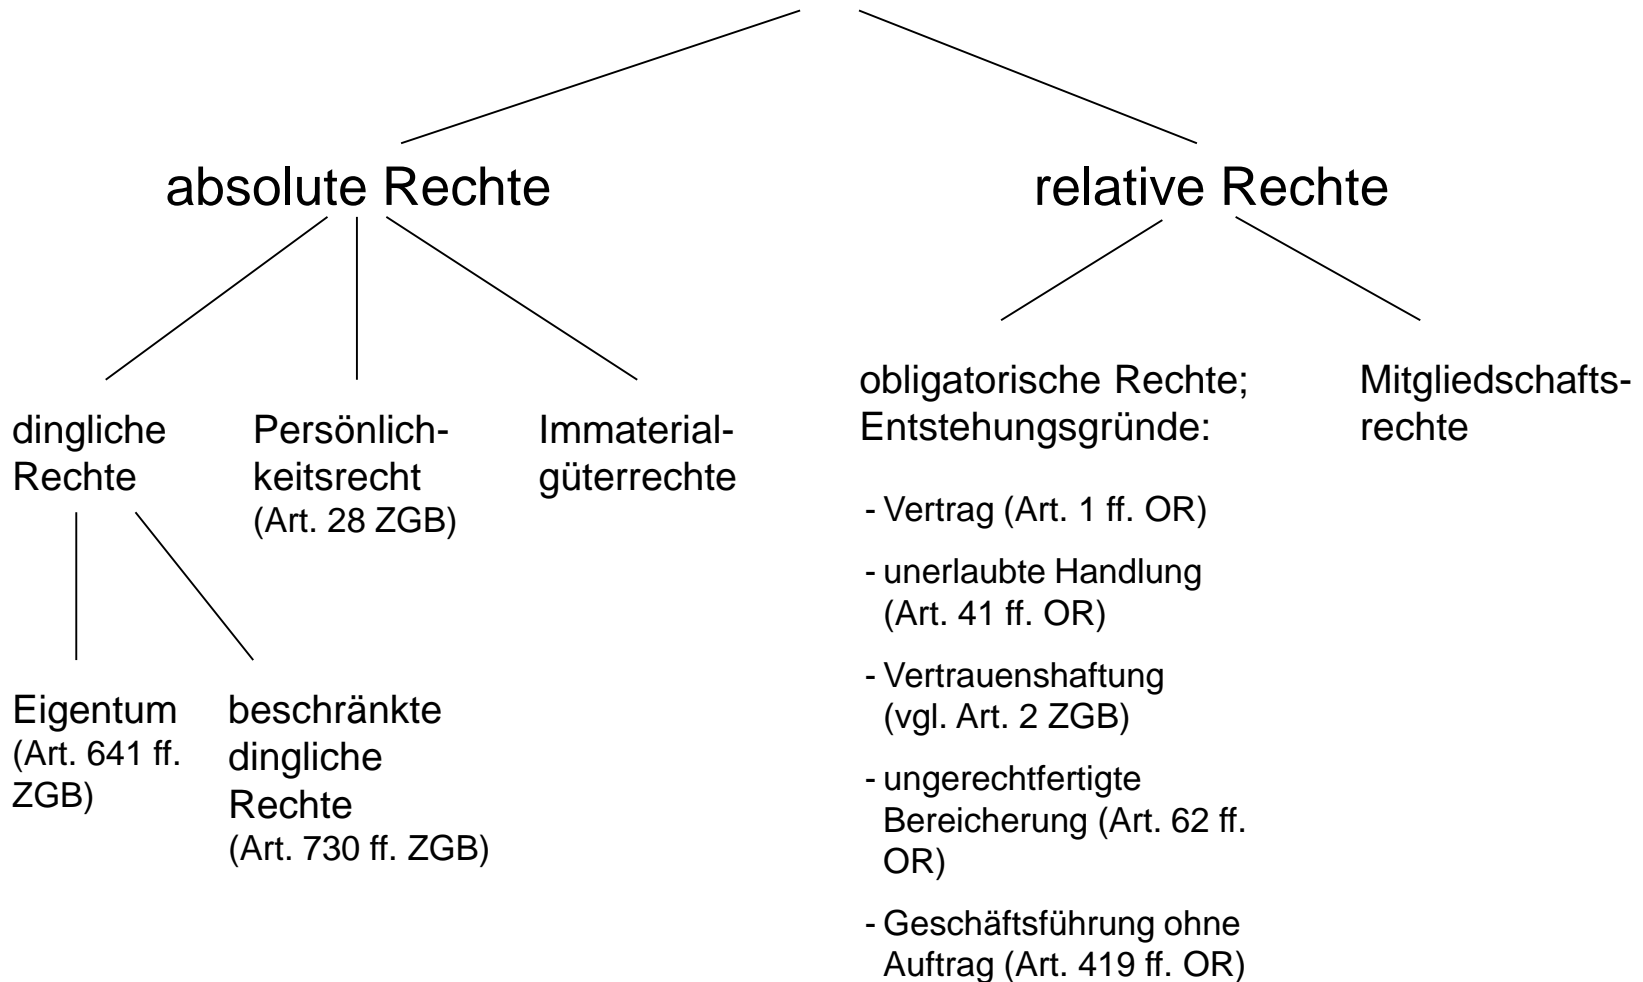 absolute Rechte
dingliche
Rechte
Eigentum
(Art. 641 ff.
ZGB)
beschränkte
dingliche
Rechte
(Art. 730 ff. ZGB)
Persönlich-
keitsrecht
(Art. 28 ZGB)
Immaterial-
güterrechte
relative Rechte
obligatorische Rechte;
Entstehungsgründe:
- Vertrag (Art. 1 ff. OR)
- unerlaubte Handlung
(Art. 41 ff. OR)
- Vertrauenshaftung
(vgl. Art. 2 ZGB)
- ungerechtfertigte
Bereicherung (Art. 62 ff.
OR)
- Geschäftsführung ohne
Auftrag (Art. 419 ff. OR)
Mitgliedschafts-
rechte